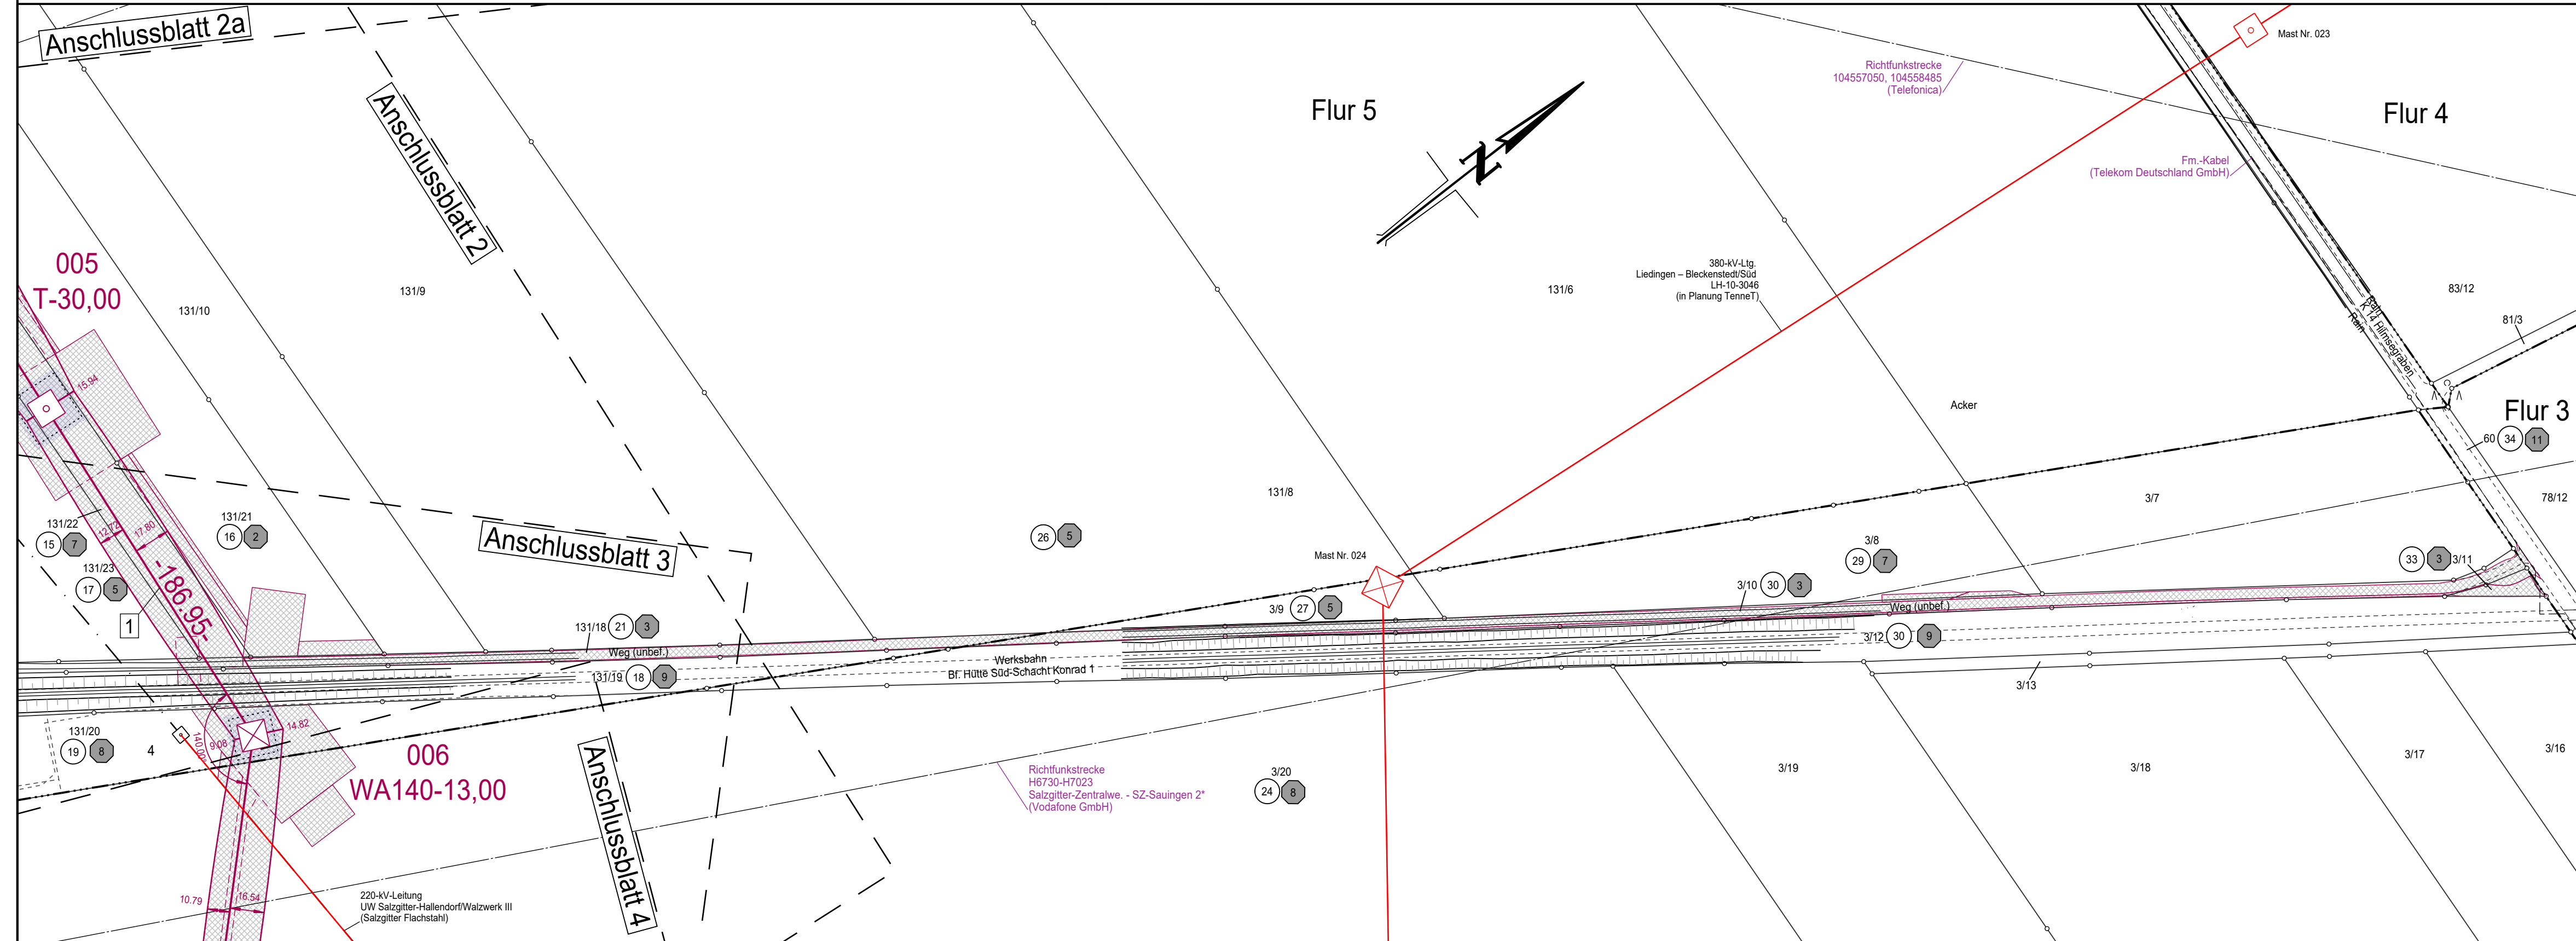 Anschlussblatt 2a
Anschlussblatt 2
Flur 5
N
Richtfunkstrecke
104557050, 104558485
(Telefonica)
Mast Nr. 023
Flur 4
Fm.-Kabel
(Telekom Deutschland GmbH)
005
T-30,00
131/10
131/9
131/6
380-kV-Ltg.
Liedingen – Bleckenstedt/Süd
LH-10-3046
(in Planung TenneT)
83/12
81/3
Rain
K 14 Hilmsegraben
Rain
15.94
Acker
Flur 3
60 34 11
131/22
15 7
12.72
17.80
131/21
16 2
Anschlussblatt 3
26 5
131/8
3/7
78/12
131/23
17 5
-186.95-
1
Mast Nr. 024
3/8
29 7
33 3 3/11
3/10 30 3
3/9 27 5
Weg (unbef.)
131/18 21 3
Weg (unbef.)
3/12 30 9
Werksbahn
Bf. Hütte Süd-Schacht Konrad 1
131/19 18 9
3/13
131/20
19 8
4
140.00
9.06
14.82
006
WA140-13,00
Anschlussblatt 4
Richtfunkstrecke
H6730-H7023
Salzgitter-Zentralwe. - SZ-Sauingen 2*
(Vodafone GmbH)
3/20
24 8
3/19
3/18
3/17
3/16
10.79
16.54
220-kV-Leitung
UW Salzgitter-Hallendorf/Walzwerk III
(Salzgitter Flachstahl)